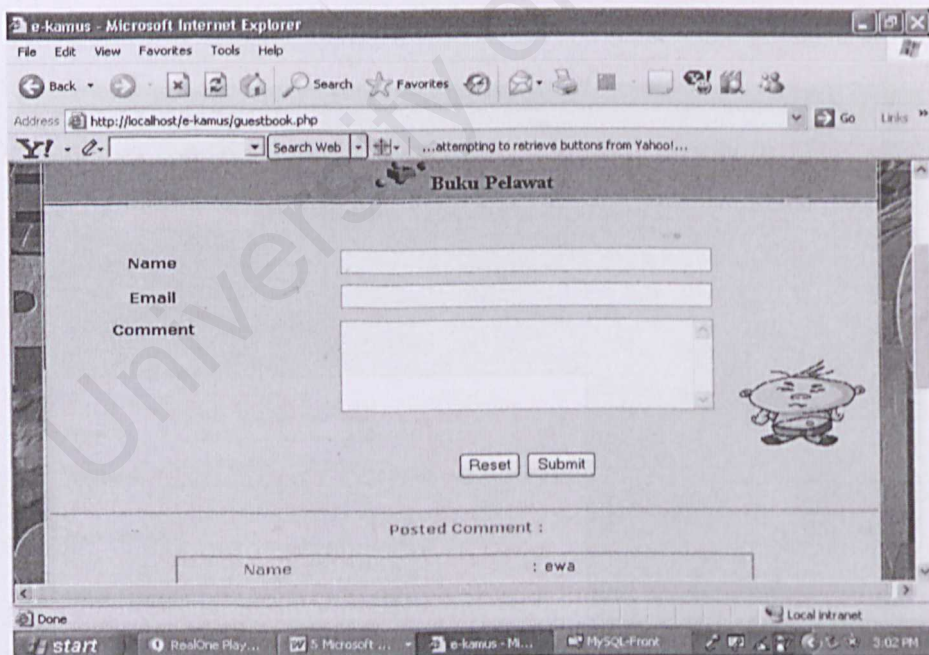 e-kamus - Microsoft Internet Explorer
File Edit View Favorites Tools Help
Back Search Favorites
Address http://localhost/e-kamus/guestbook.php Go Links »
Y! Search Web ...attempting to retrieve buttons from Yahoo!...
Buku Pelawat
Name
Email
Comment
Reset Submit
Posted Comment :
Name : ewa
Done Local intranet
start RealOne Play... 5 Microsoft ... e-kamus - Mi... MySQL-Front 3:02 PM
University of